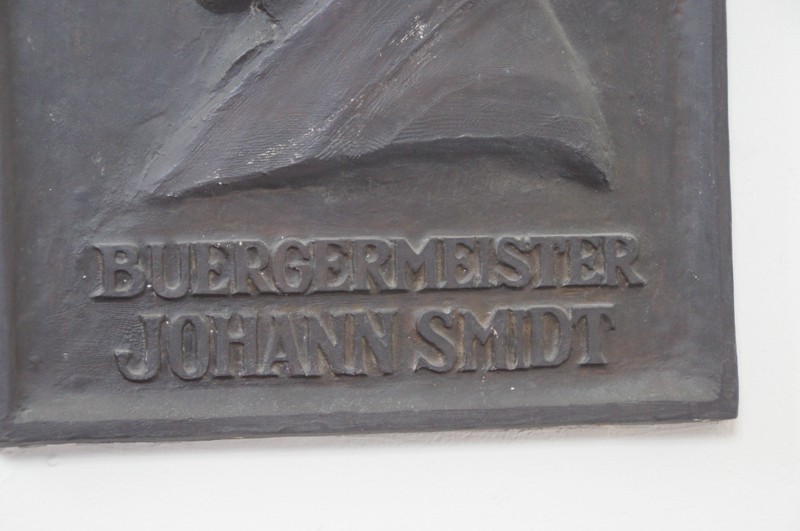 BUERGERMEISTER
JOHANN SMIDT